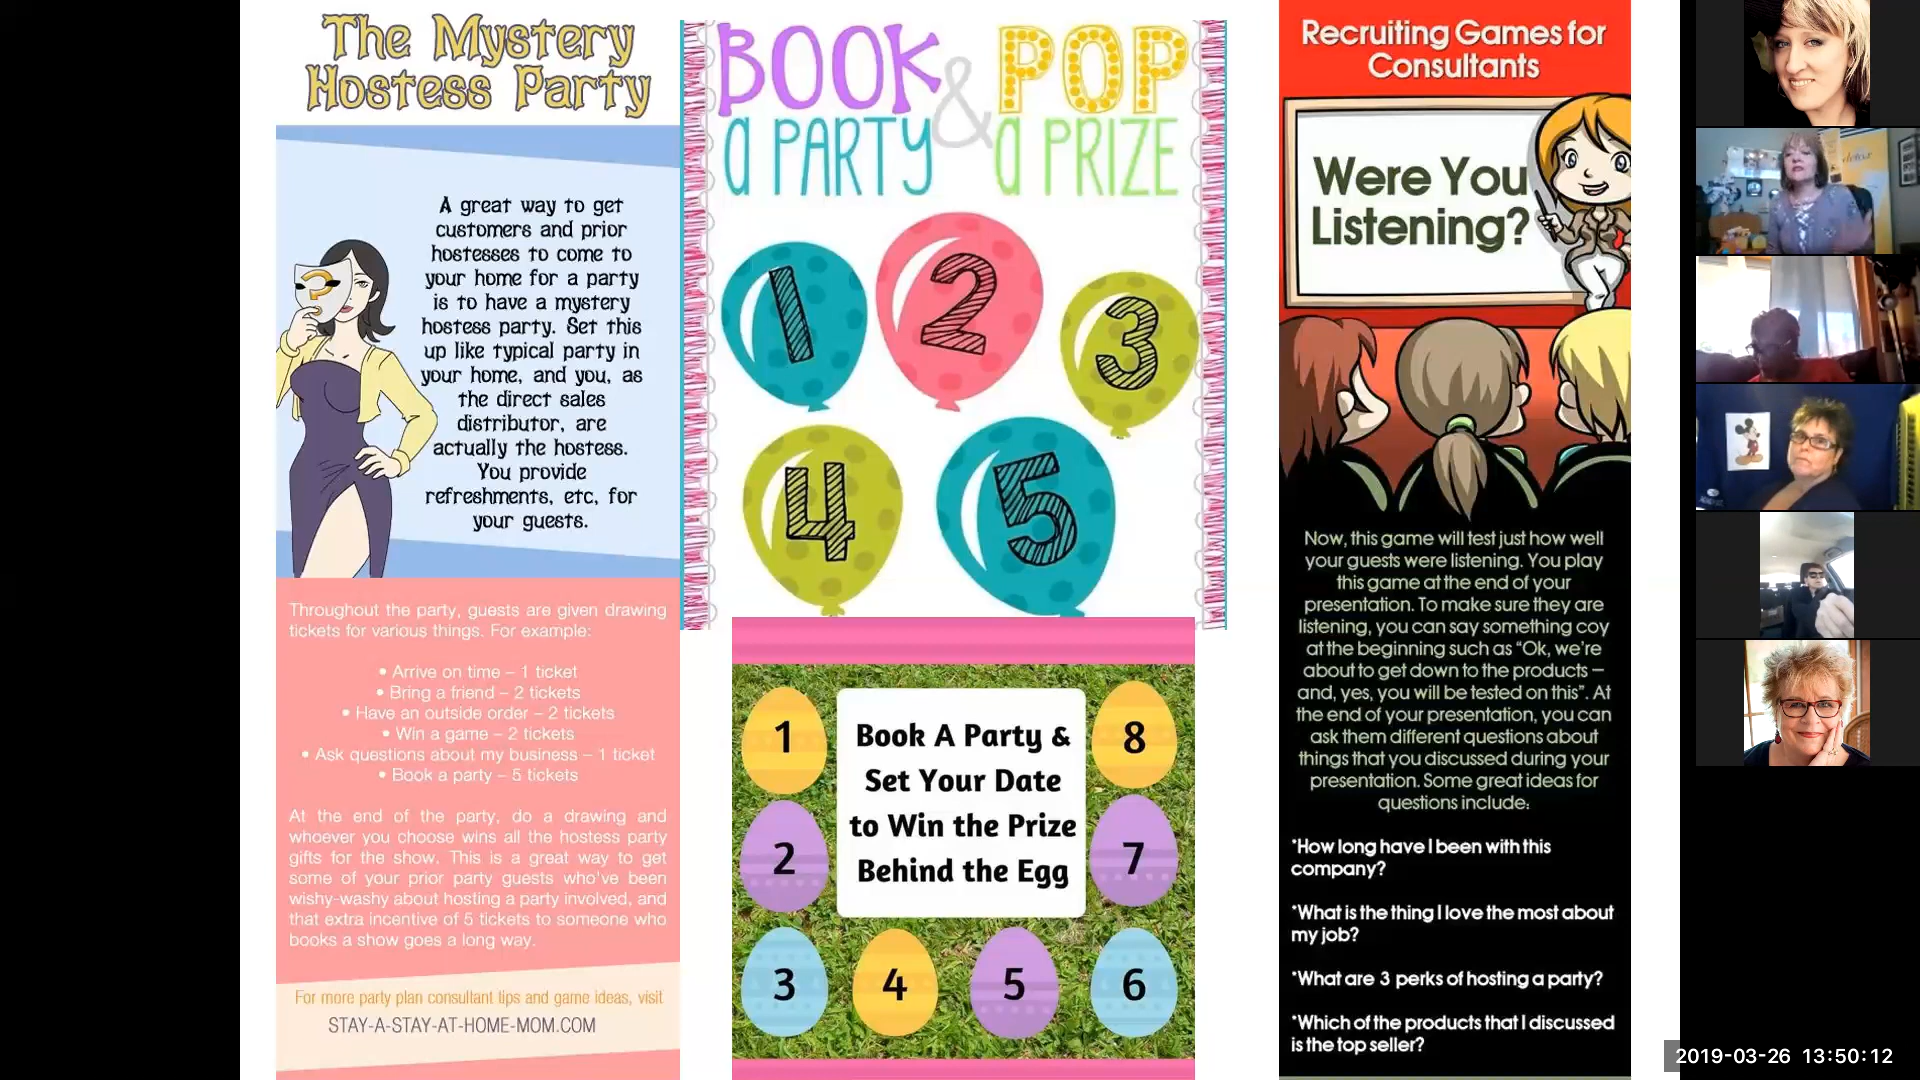 The Mystery
Hostess Party
A great way to get
customers and prior
hostesses to come to
your home for a party
is to have a mystery
hostess party. Set this
up like typical party in
your home, and you, as
the direct sales
distributor, are
actually the hostess.
You provide
refreshments, etc, for
your guests.
Throughout the party, guests are given drawing
tickets for various things. For example:
• Arrive on time – 1 ticket
• Bring a friend – 2 tickets
• Have an outside order – 2 tickets
• Win a game – 2 tickets
• Ask questions about my business – 1 ticket
• Book a party – 5 tickets
At the end of the party, do a drawing and
whoever you choose wins all the hostess party
gifts for the show. This is a great way to get
some of your prior party guests who've been
wishy-washy about hosting a party involved, and
that extra incentive of 5 tickets to someone who
books a show goes a long way.
For more party plan consultant tips and game ideas, visit
STAY-A-STAY-AT-HOME-MOM.COM
BOOK & POP
a PARTY a PRIZE
1 2 3
4 5
1 8
Book A Party &
Set Your Date
to Win the Prize
Behind the Egg
2 7
3 4 5 6
Recruiting Games for
Consultants
Were You
Listening?
Now, this game will test just how well
your guests were listening. You play
this game at the end of your
presentation. To make sure they are
listening, you can say something coy
at the beginning such as “Ok, we're
about to get down to the products –
and, yes, you will be tested on this”. At
the end of your presentation, you can
ask them different questions about
things that you discussed during your
presentation. Some great ideas for
questions include:
*How long have I been with this
company?
*What is the thing I love the most about
my job?
*What are 3 perks of hosting a party?
*Which of the products that I discussed
is the top seller?
2019-03-26 13:50:12